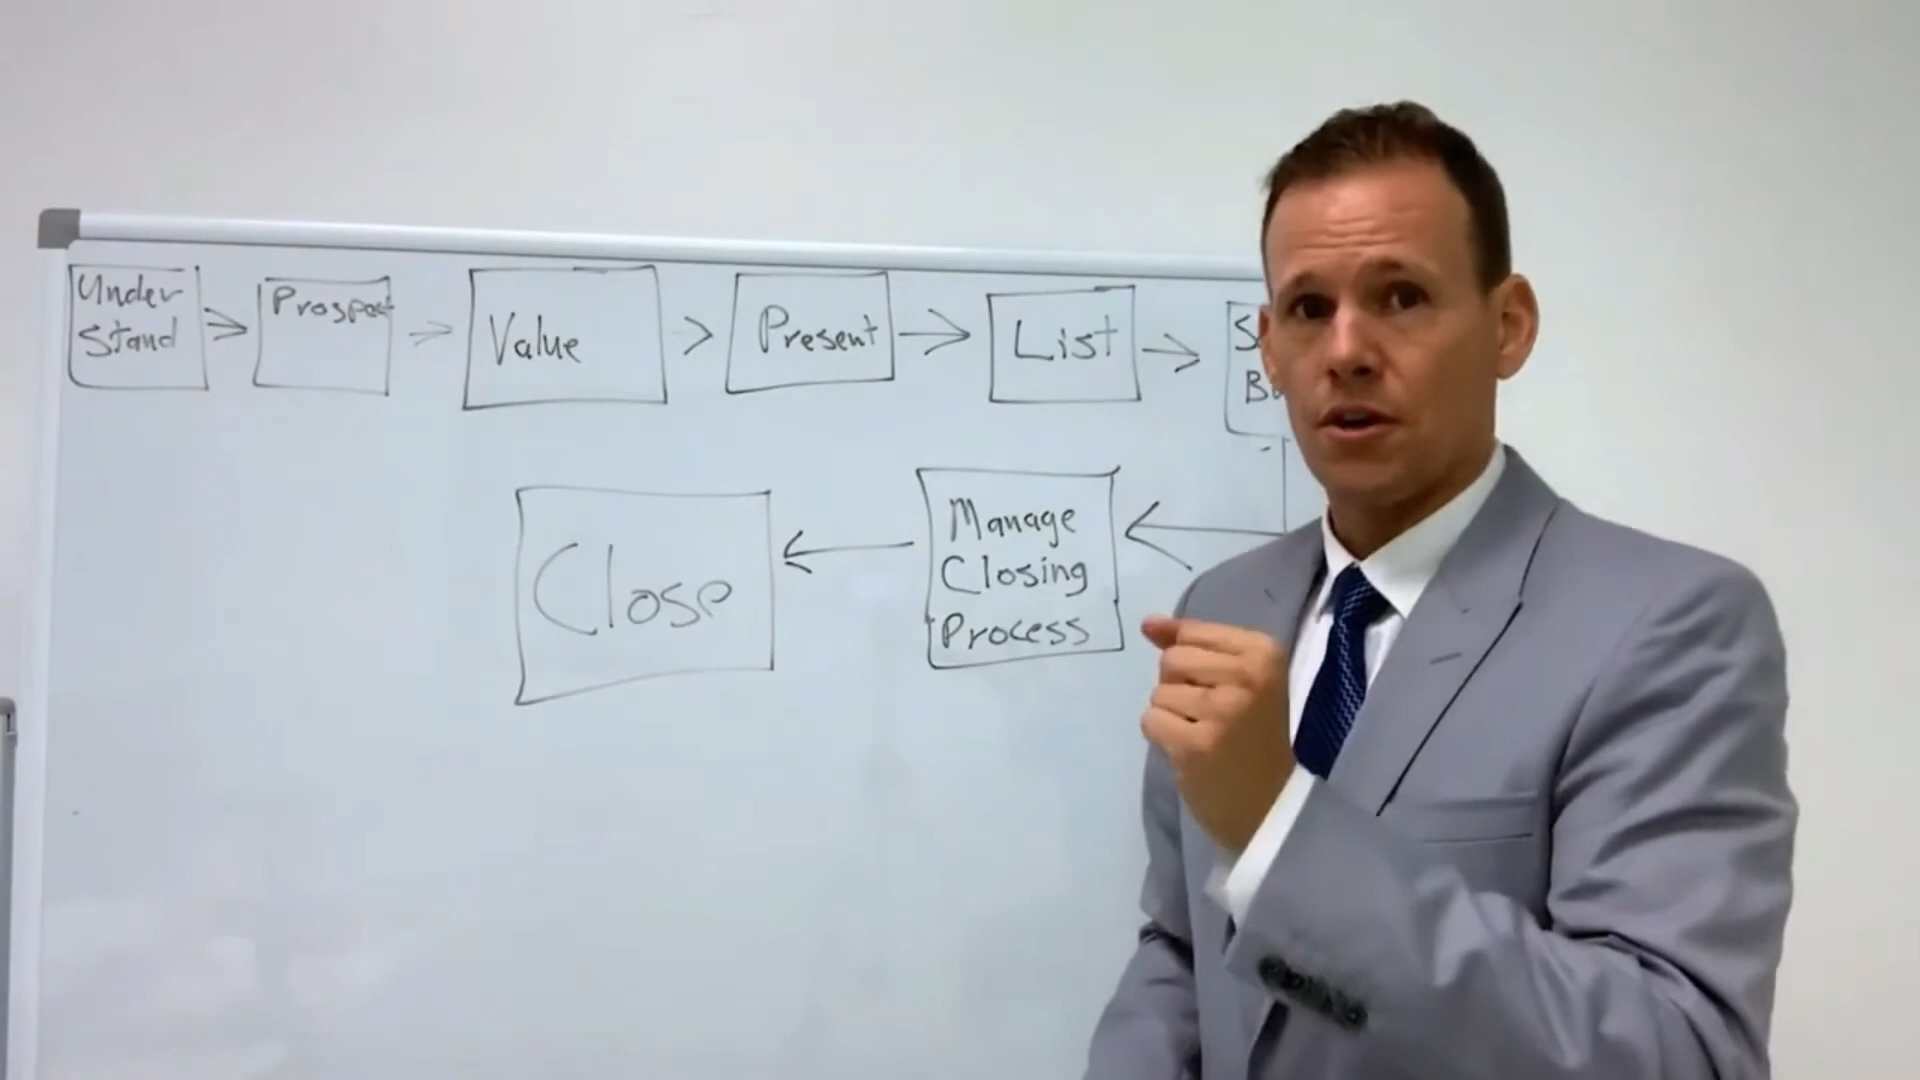 Under
Stand
Prospect
Value
Present
List
Manage
Closing
Process
Close